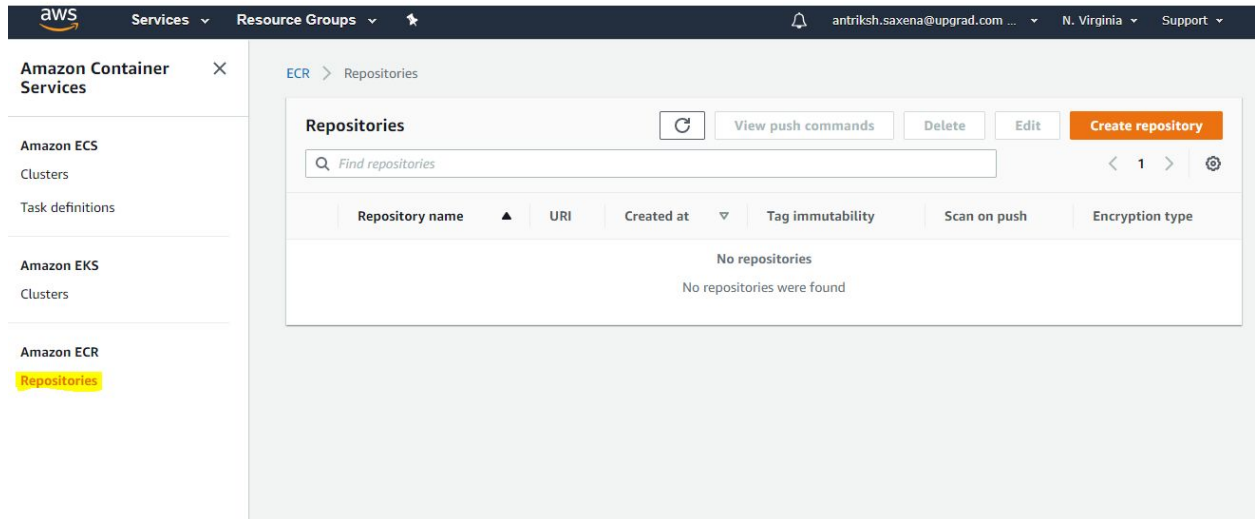 aws Services Resource Groups antriksh.saxena@upgrad.com ... N. Virginia Support
Amazon Container
Services
Amazon ECS
Clusters
Task definitions
Amazon EKS
Clusters
Amazon ECR
Repositories
ECR > Repositories
Repositories View push commands Delete Edit Create repository
Find repositories < 1 >
Repository name URI Created at Tag immutability Scan on push Encryption type
No repositories
No repositories were found